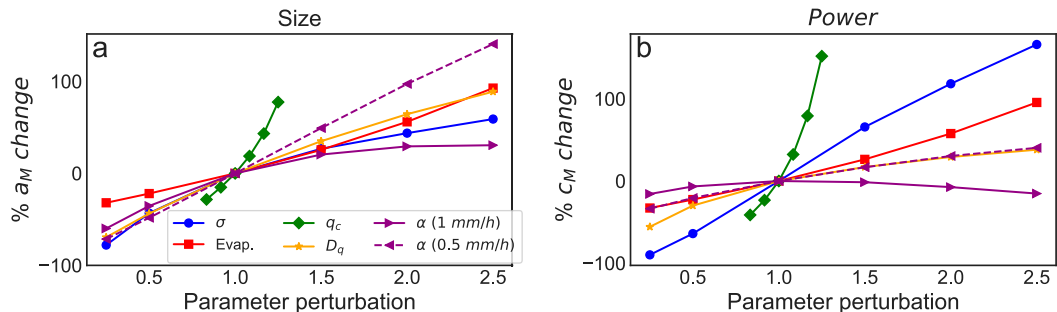 Size
a
% a_M change
100
0
−100
σ
Evap.
q_c
D_q
α (1 mm/h)
α (0.5 mm/h)
0.5
1.0
1.5
2.0
2.5
Parameter perturbation
Power
b
% c_M change
100
0
−100
0.5
1.0
1.5
2.0
2.5
Parameter perturbation